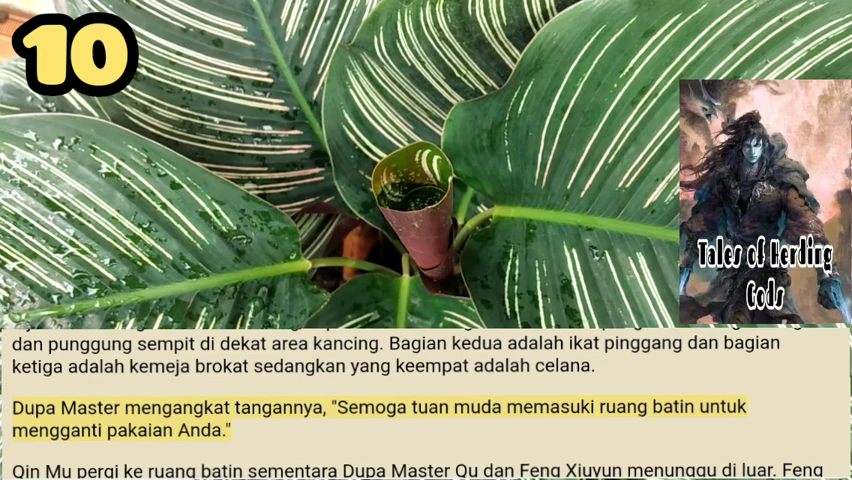 10
Tales of Herding
Gods
dan punggung sempit di dekat area kancing. Bagian kedua adalah ikat pinggang dan bagian
ketiga adalah kemeja brokat sedangkan yang keempat adalah celana.
Dupa Master mengangkat tangannya, "Semoga tuan muda memasuki ruang batin untuk
mengganti pakaian Anda."
Qin Mu pergi ke ruang batin sementara Dupa Master Qu dan Feng Xiuyun menunggu di luar. Feng